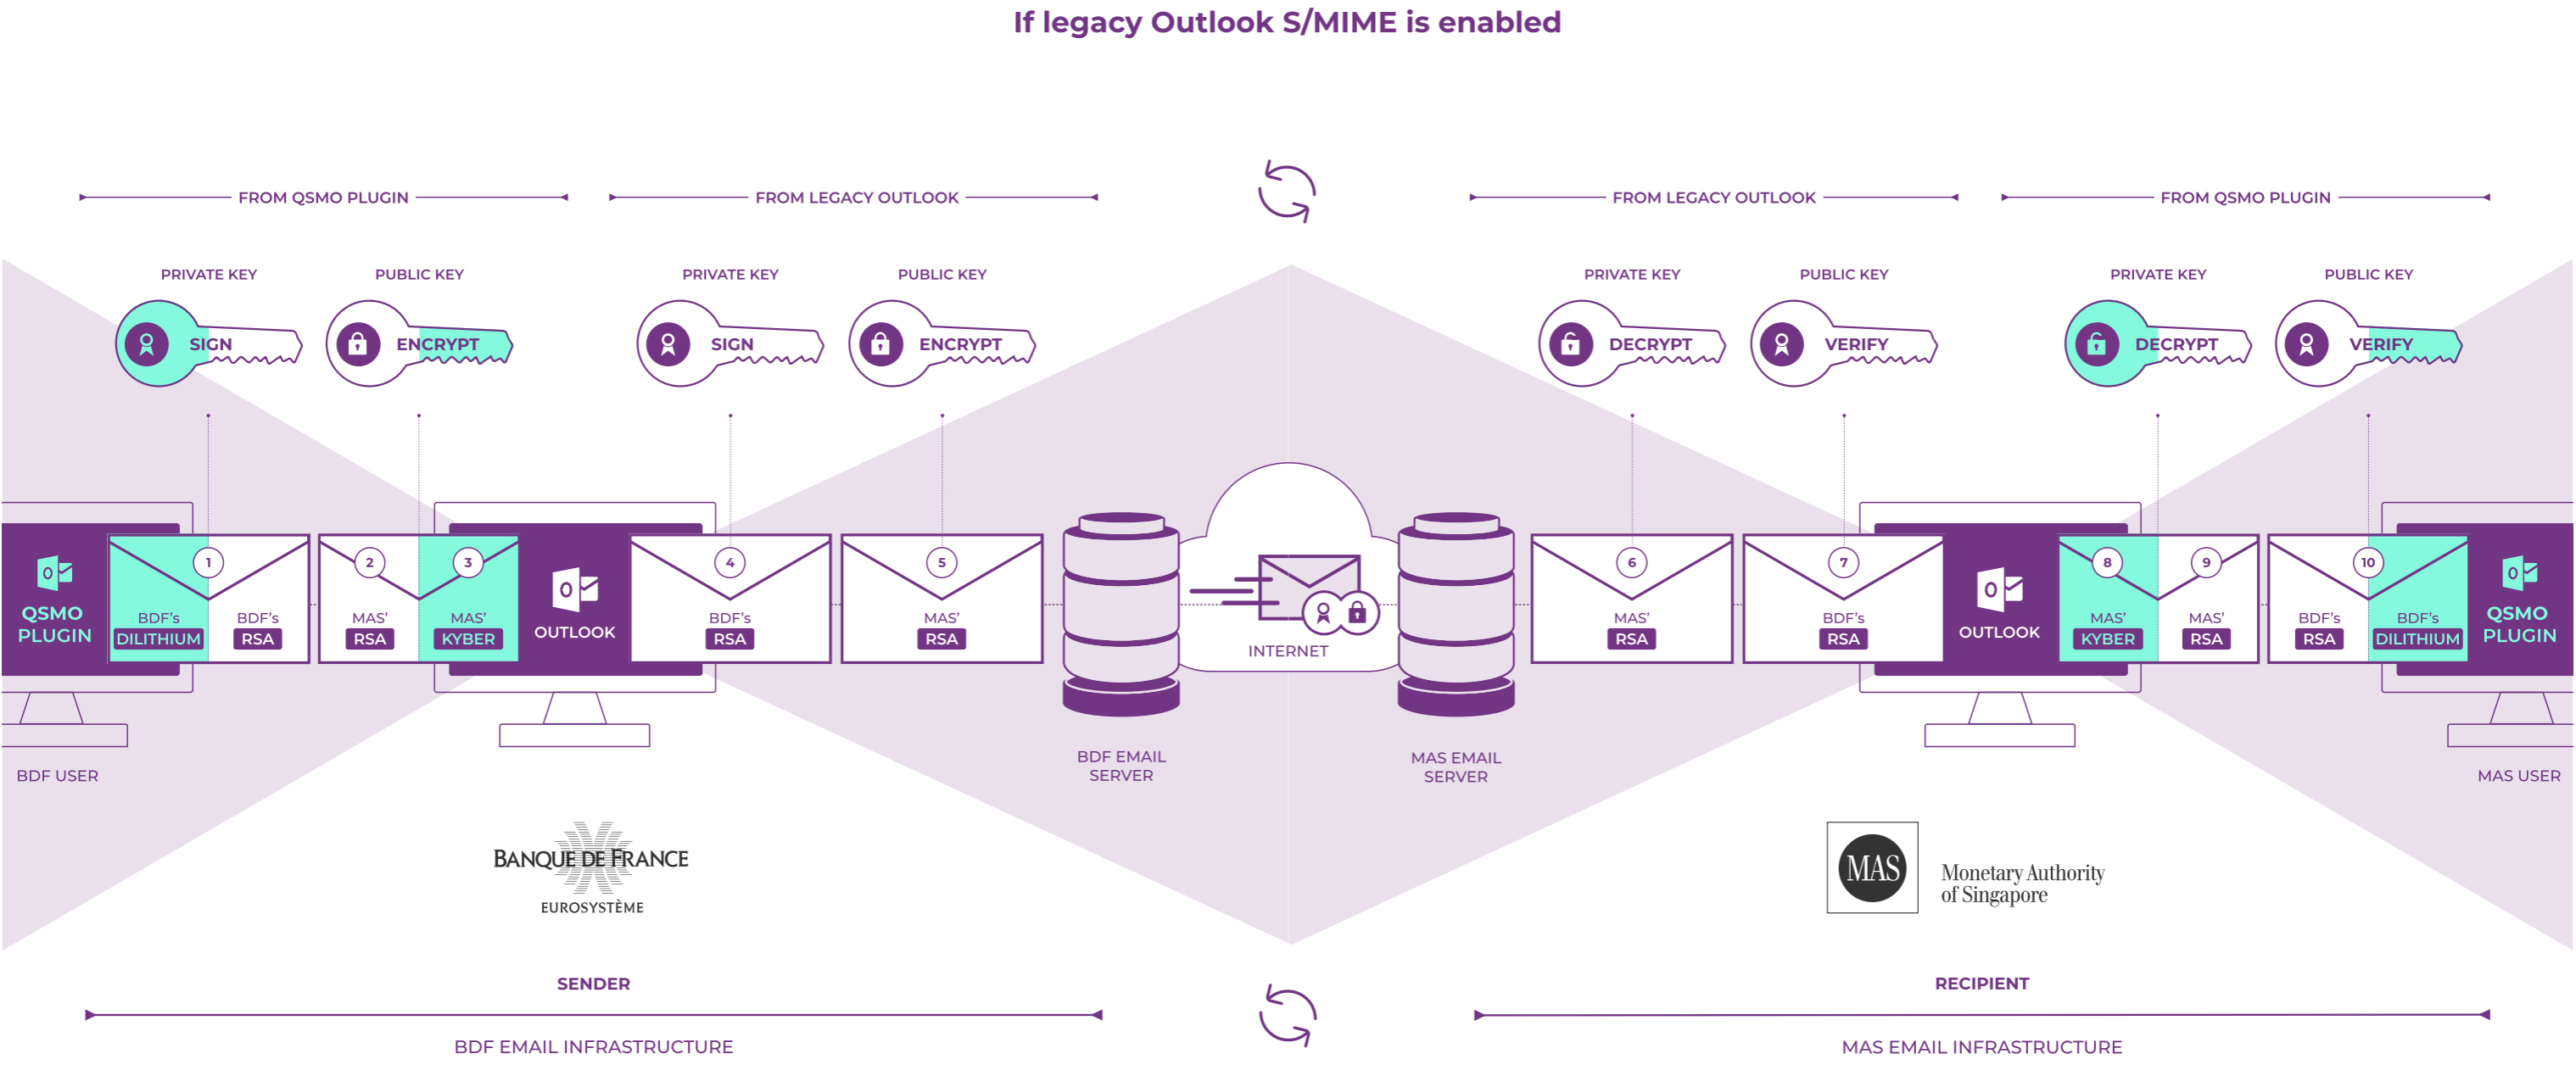 If legacy Outlook S/MIME is enabled
FROM QSMO PLUGIN
FROM LEGACY OUTLOOK
FROM LEGACY OUTLOOK
FROM QSMO PLUGIN
PRIVATE KEY
PUBLIC KEY
PRIVATE KEY
PUBLIC KEY
PRIVATE KEY
PUBLIC KEY
PRIVATE KEY
PUBLIC KEY
SIGN
ENCRYPT
SIGN
ENCRYPT
DECRYPT
VERIFY
DECRYPT
VERIFY
QSMO
PLUGIN
1
BDF's
DILITHIUM
BDF's
RSA
2
MAS'
RSA
3
MAS'
KYBER
OUTLOOK
4
BDF's
RSA
5
MAS'
RSA
INTERNET
6
MAS'
RSA
7
BDF's
RSA
OUTLOOK
8
MAS'
KYBER
9
MAS'
RSA
10
BDF's
RSA
BDF's
DILITHIUM
QSMO
PLUGIN
BDF USER
BDF EMAIL
SERVER
MAS EMAIL
SERVER
MAS USER
BANQUE DE FRANCE
EUROSYSTÈME
MAS
Monetary Authority
of Singapore
SENDER
RECIPIENT
BDF EMAIL INFRASTRUCTURE
MAS EMAIL INFRASTRUCTURE